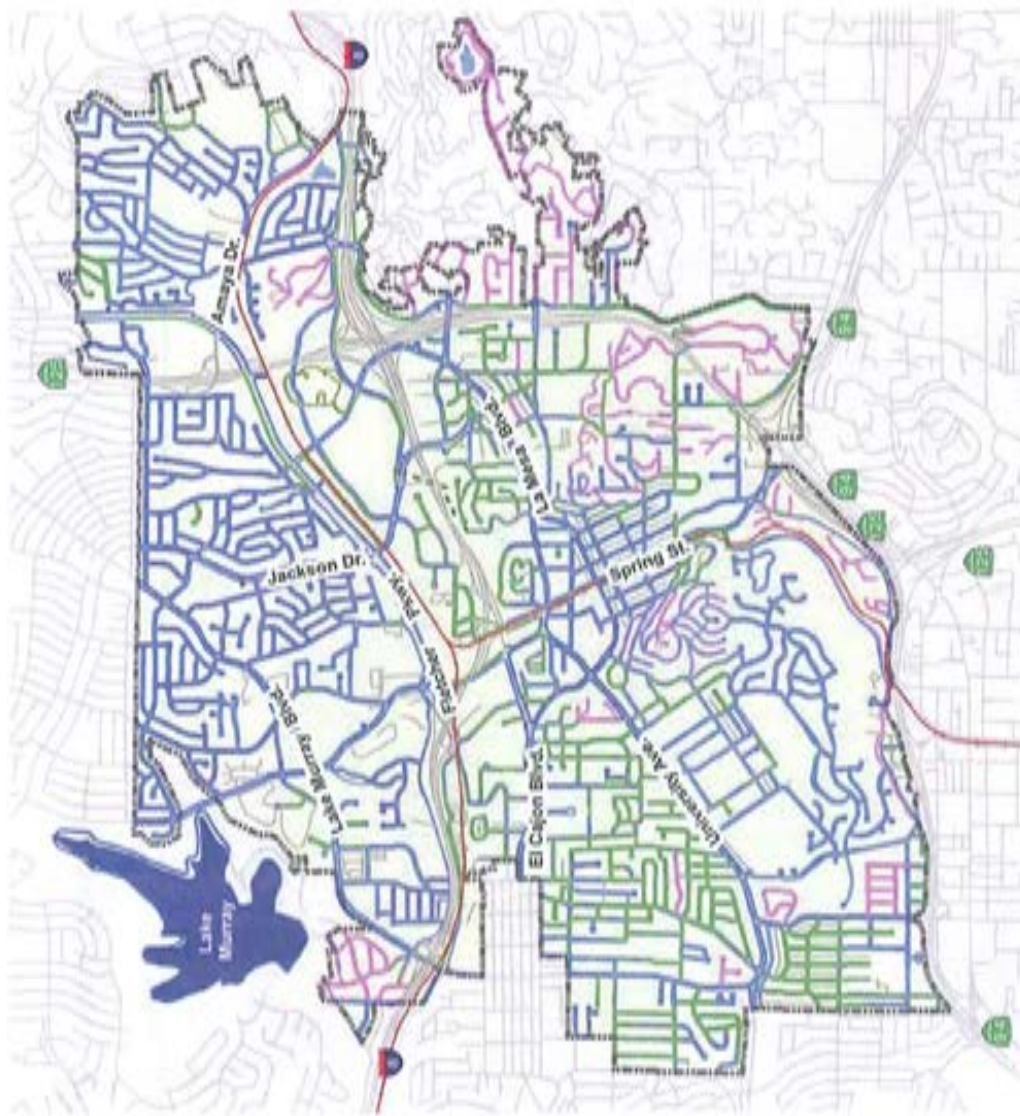 Amaya Dr.
La Mesa Blvd.
Jackson Dr.
Spring St.
Fletcher Pkwy.
Lake Murray Blvd.
University Ave.
El Cajon Blvd.
Lake
Murray